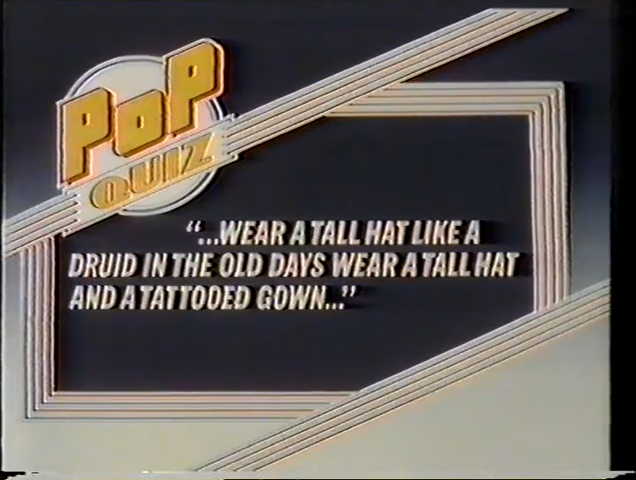 PoP
QUIZ
“...WEAR A TALL HAT LIKE A
DRUID IN THE OLD DAYS WEAR A TALL HAT
AND A TATTOOED GOWN...”